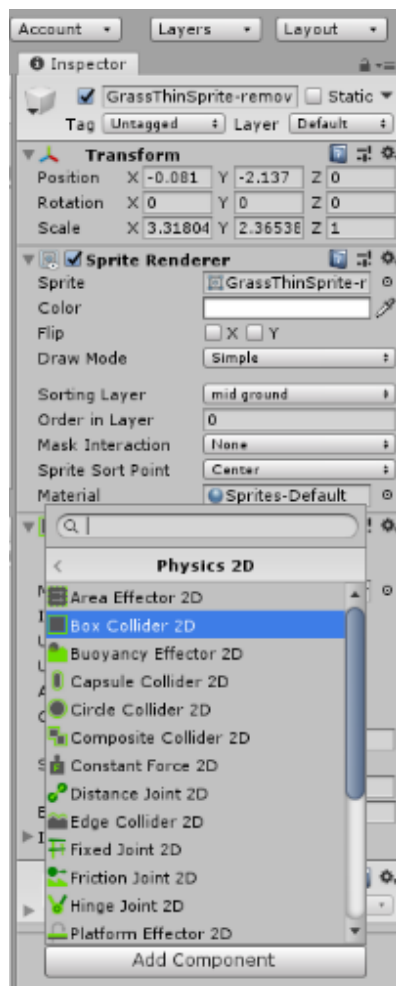 Account Layers Layout
Inspector
GrassThinSprite-remov Static
Tag Untagged Layer Default
Transform
Position X -0.081 Y -2.137 Z 0
Rotation X 0 Y 0 Z 0
Scale X 3.31804 Y 2.36538 Z 1
Sprite Renderer
Sprite GrassThinSprite-r
Color
Flip X Y
Draw Mode Simple
Sorting Layer mid ground
Order in Layer 0
Mask Interaction None
Sprite Sort Point Center
Material Sprites-Default
Physics 2D
Area Effector 2D
Box Collider 2D
Buoyancy Effector 2D
Capsule Collider 2D
Circle Collider 2D
Composite Collider 2D
Constant Force 2D
Distance Joint 2D
Edge Collider 2D
Fixed Joint 2D
Friction Joint 2D
Hinge Joint 2D
Platform Effector 2D
Add Component